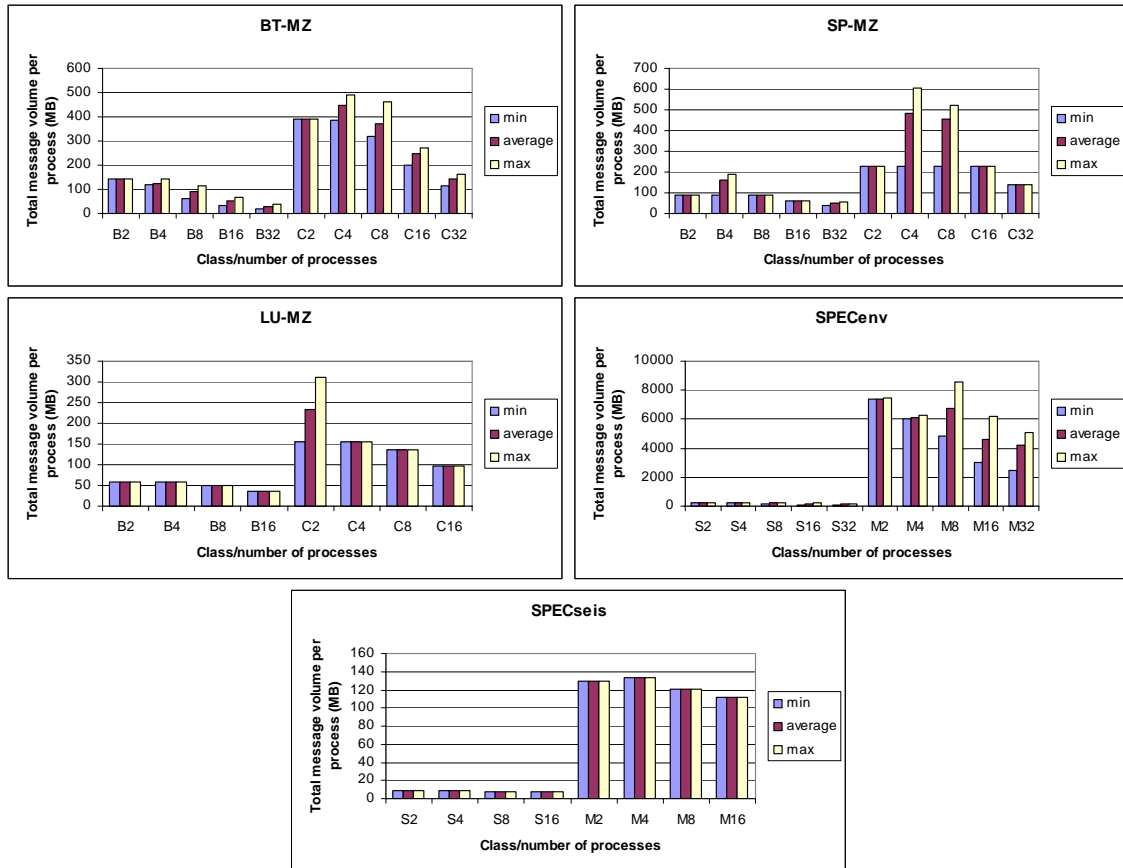 BT-MZ
Total message volume per
process (MB)
600
500
400
300
200
100
0
B2 B4 B8 B16 B32 C2 C4 C8 C16 C32
Class/number of processes
min
average
max
SP-MZ
Total message volume per
process (MB)
700
600
500
400
300
200
100
0
B2 B4 B8 B16 B32 C2 C4 C8 C16 C32
Class/number of processes
min
average
max
LU-MZ
Total message volume per
process (MB)
350
300
250
200
150
100
50
0
B2 B4 B8 B16 C2 C4 C8 C16
Class/number of processes
min
average
max
SPECenv
Total message volume per
process (MB)
10000
8000
6000
4000
2000
0
S2 S4 S8 S16 S32 M2 M4 M8 M16 M32
Class/number of processes
min
average
max
SPECseis
Total message volume per
process (MB)
160
140
120
100
80
60
40
20
0
S2 S4 S8 S16 M2 M4 M8 M16
Class/number of processes
min
average
max